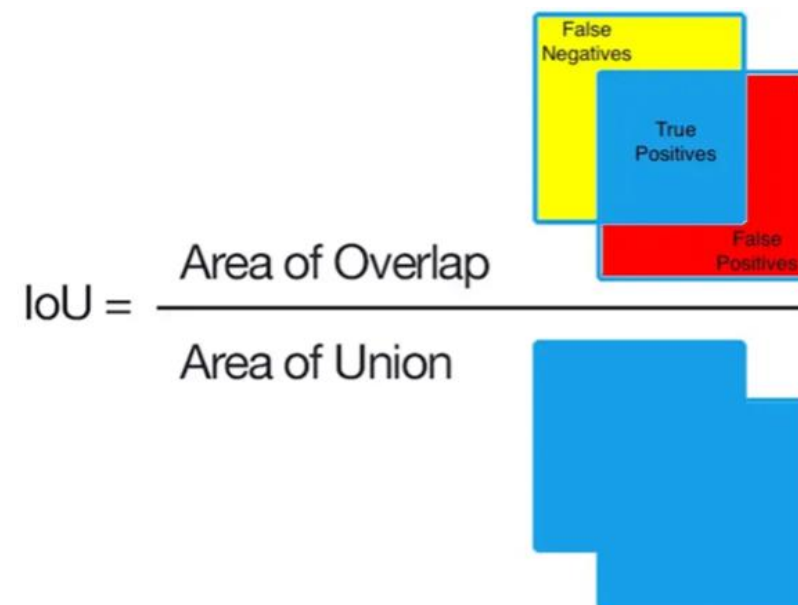 False
Negatives
True
Positives
False
Positives
Area of Overlap
IoU =
Area of Union